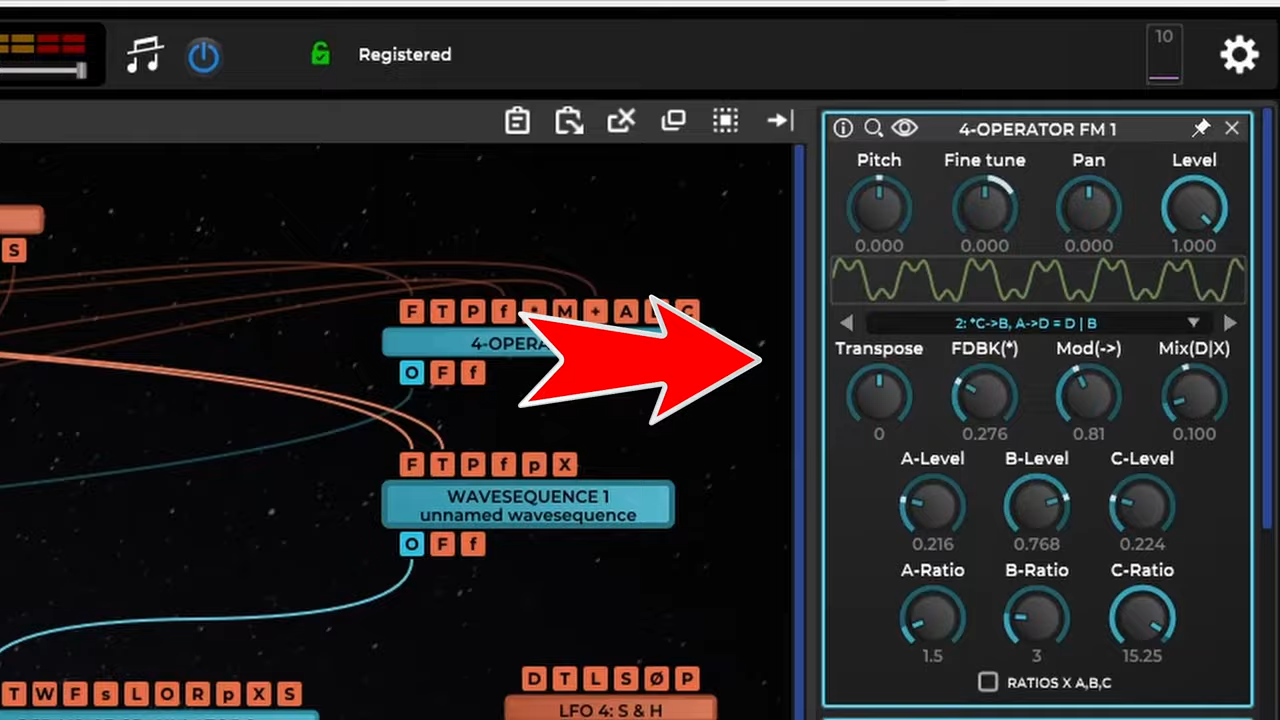 Registered
10
4-OPERATOR FM 1
Pitch Fine tune Pan Level
0.000 0.000 0.000 1.000
2: *C->B, A->D = D | B
Transpose FDBK(*) Mod(->) Mix(D|X)
0 0.276 0.81 0.100
A-Level B-Level C-Level
0.216 0.768 0.224
A-Ratio B-Ratio C-Ratio
1.5 3 15.25
RATIOS X A,B,C
S
F T P f * M + A C
4-OPERA
O F f
F T P f p X
WAVESEQUENCE 1
unnamed wavesequence
O F f
T W F s L O R p X S
D T L S Ø P
LFO 4: S & H